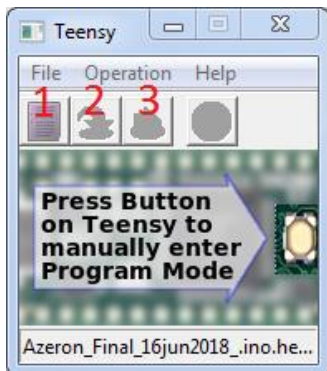 Teensy
File Operation Help
1 2 3
Press Button
on Teensy to
manually enter
Program Mode
Azeron_Final_16jun2018_.ino.he...